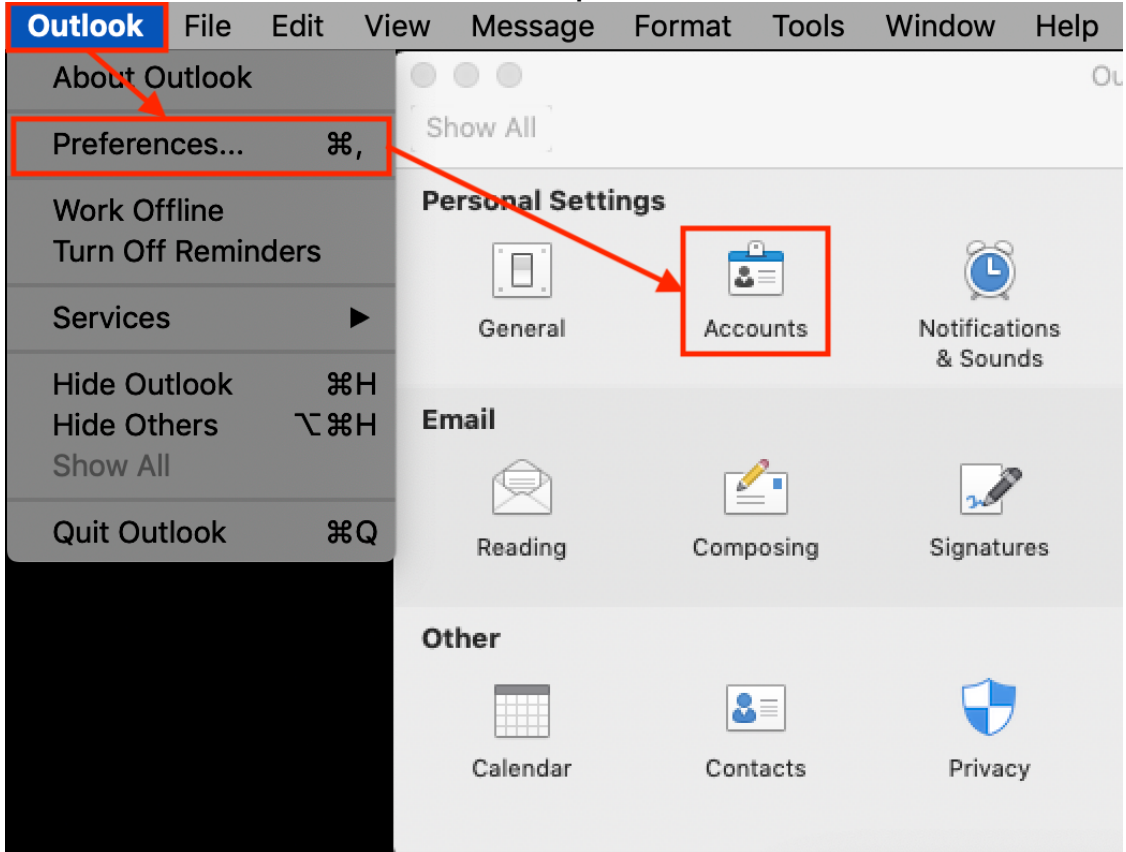 Outlook File Edit View Message Format Tools Window Help
About Outlook
Preferences... ⌘,
Work Offline
Turn Off Reminders
Services ▶
Hide Outlook ⌘H
Hide Others ⌥⌘H
Show All
Quit Outlook ⌘Q
Ou
Show All
Personal Settings
General
Accounts
Notifications
& Sounds
Email
Reading
Composing
Signatures
Other
Calendar
Contacts
Privacy